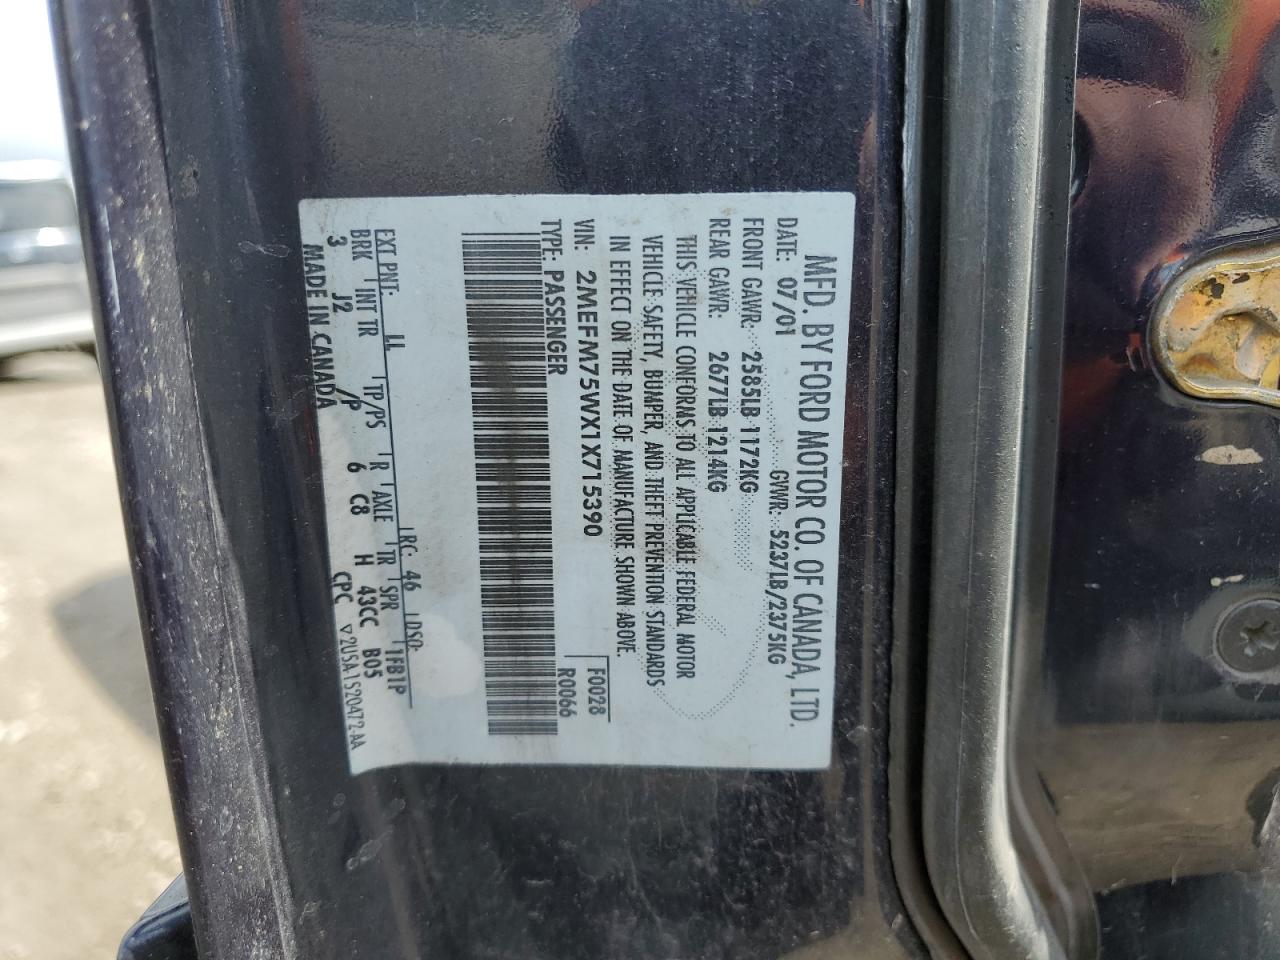 MFD. BY FORD MOTOR CO. OF CANADA, LTD.
DATE: 07/01 GVWR: 5237LB/2375KG
FRONT GAWR: 2585LB 1172KG
REAR GAWR: 2677LB 1214KG
THIS VEHICLE CONFORMS TO ALL APPLICABLE FEDERAL MOTOR
VEHICLE SAFETY, BUMPER, AND THEFT PREVENTION STANDARDS
IN EFFECT ON THE DATE OF MANUFACTURE SHOWN ABOVE.
VIN: 2MEFM75WX1X715390 F0028
TYPE: PASSENGER R0066
EXT PNT: LL RC: 46 DSO: 1FB1P
BRK INT TR TP/PS R AXLE TR SPR
3 J2 /P 6 C8 H 43CC B05
MADE IN CANADA CPC ▽2U5A1520472-AA